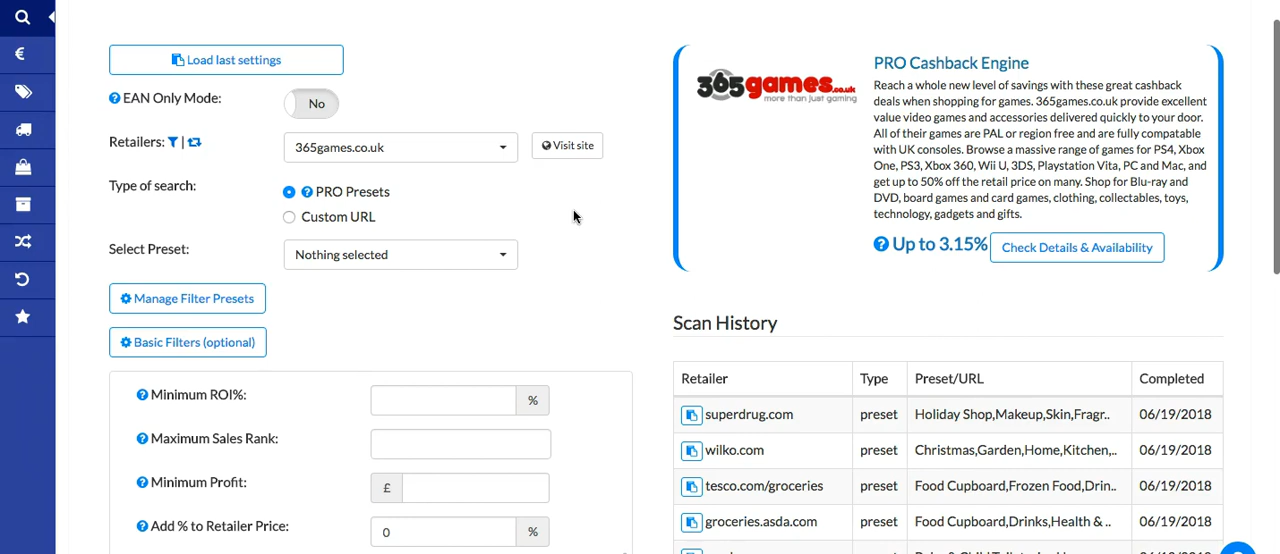 Load last settings
EAN Only Mode:
No
Retailers: |
365games.co.uk
Visit site
Type of search:
PRO Presets
Custom URL
Select Preset:
Nothing selected
Manage Filter Presets
Basic Filters (optional)
Minimum ROI%:
%
Maximum Sales Rank:
Minimum Profit:
£
Add % to Retailer Price:
0
%
365games.co.uk
more than just gaming
PRO Cashback Engine
Reach a whole new level of savings with these great cashback
deals when shopping for games. 365games.co.uk provide excellent
value video games and accessories delivered quickly to your door.
All of their games are PAL or region free and are fully compatable
with UK consoles. Browse a massive range of games for PS4, Xbox
One, PS3, Xbox 360, Wii U, 3DS, Playstation Vita, PC and Mac, and
get up to 50% off the retail price on many. Shop for Blu-ray and
DVD, board games and card games, clothing, collectables, toys,
technology, gadgets and gifts.
Up to 3.15%
Check Details & Availability
Scan History
Retailer Type Preset/URL Completed
superdrug.com preset Holiday Shop,Makeup,Skin,Fragr.. 06/19/2018
wilko.com preset Christmas,Garden,Home,Kitchen,.. 06/19/2018
tesco.com/groceries preset Food Cupboard,Frozen Food,Drin.. 06/19/2018
groceries.asda.com preset Food Cupboard,Drinks,Health & .. 06/19/2018